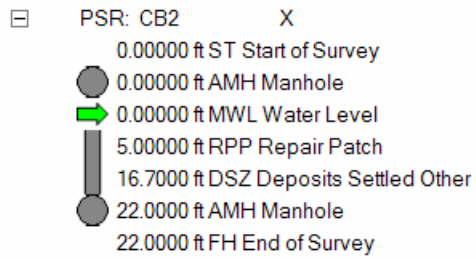 PSR: CB2 X
0.00000 ft ST Start of Survey
0.00000 ft AMH Manhole
0.00000 ft MWL Water Level
5.00000 ft RPP Repair Patch
16.7000 ft DSZ Deposits Settled Other
22.0000 ft AMH Manhole
22.0000 ft FH End of Survey